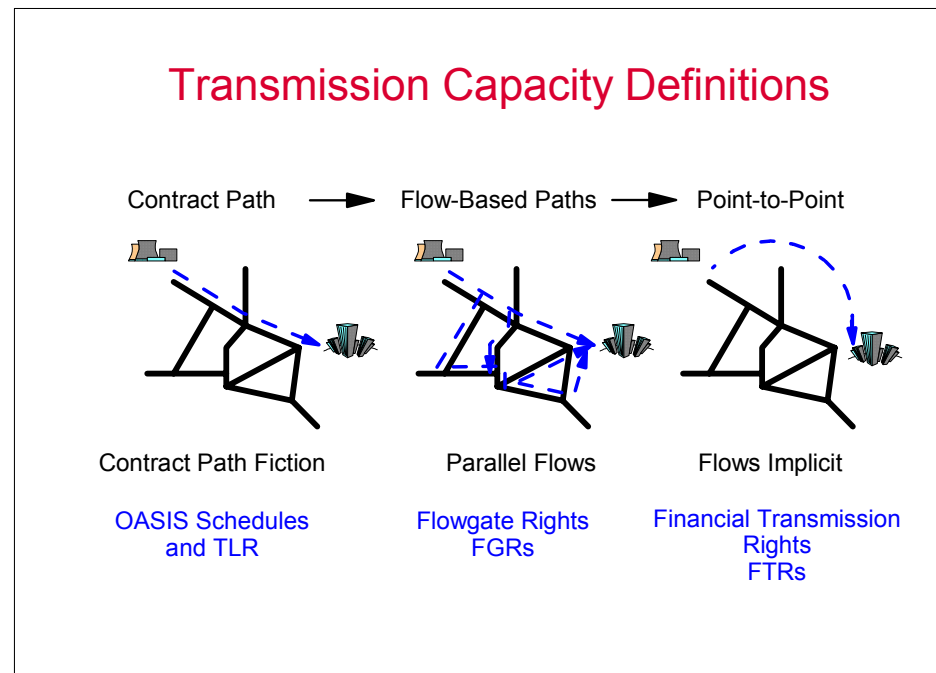 Transmission Capacity Definitions
Contract Path
Flow-Based Paths
Point-to-Point
Contract Path Fiction
Parallel Flows
Flows Implicit
OASIS Schedules
and TLR
Flowgate Rights
FGRs
Financial Transmission
Rights
FTRs